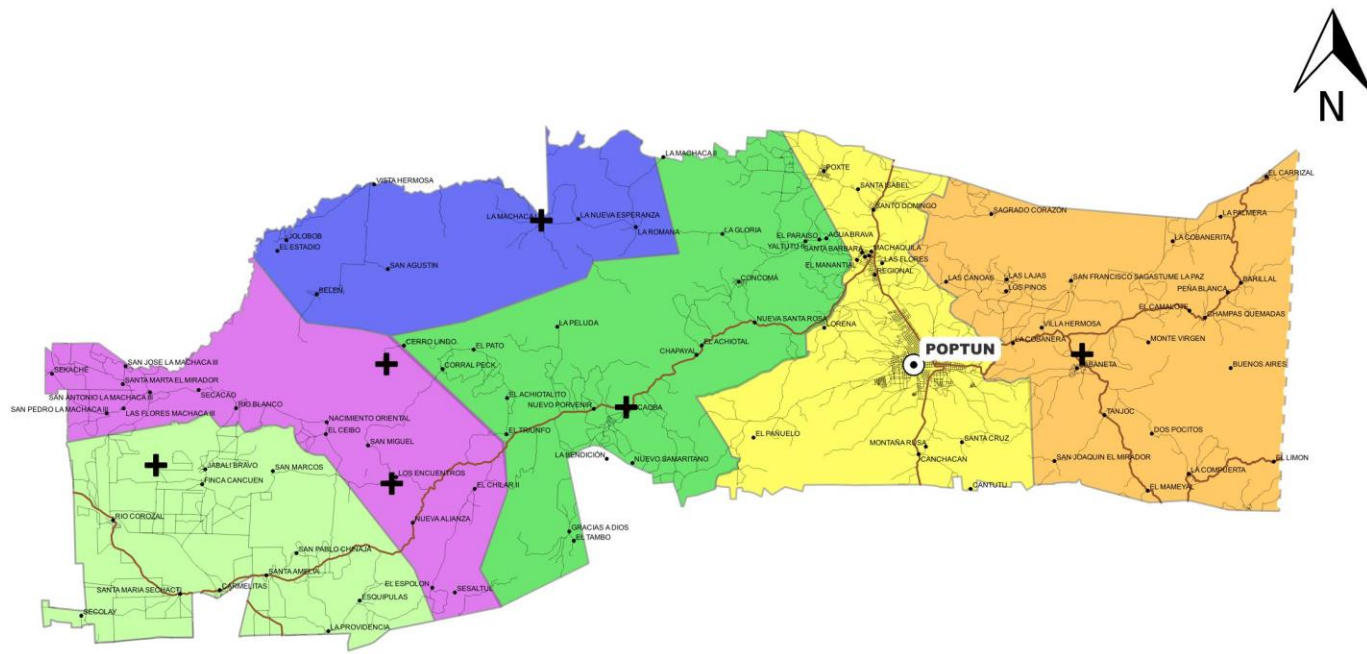 N
LA MACHACA II
POXTE
EL CARRIZAL
VISTA HERMOSA
SANTA ISABEL
SANTO DOMINGO
SAGRADO CORAZÓN
LA PALMERA
LA MACHACA
LA NUEVA ESPERANZA
LA ROMANA
LA GLORIA
EL PARAISO
AGUA BRAVA
YALTUTU II
SANTA BARBARA
MACHAQUILA
LA COBANERITA
JOLOBOB
EL ESTADIO
EL MANANTIAL
LAS FLORES
REGIONAL
SAN AGUSTIN
CONCOMÁ
LAS CANOAS
LAS LAJAS
LOS PINOS
SAN FRANCISCO SAGASTUME LA PAZ
BARILLAL
PEÑA BLANCA
BELEN
EL CAMALOTE
CHAMPAS QUEMADAS
LA PELUDA
NUEVA SANTA ROSA
LORENA
VILLA HERMOSA
LA COBANERA
MONTE VIRGEN
CERRO LINDO
EL PATO
EL ACHIOTAL
CHAPAYAL
POPTUN
CORRAL PECK
SABANETA
BUENOS AIRES
SAN JOSE LA MACHACA III
SEKACHÉ
SANTA MARTA EL MIRADOR
SECACAO
SAN ANTONIO LA MACHACA III
SAN PEDRO LA MACHACA III
LAS FLORES MACHACA III
RIO BLANCO
EL ACHIOTALITO
NUEVO PORVENIR
CAOBA
TANJOC
NACIMIENTO ORIENTAL
EL CEIBO
SAN MIGUEL
EL TRIUNFO
EL PAÑUELO
MONTAÑA ROSA
SANTA CRUZ
CANCHACAN
DOS POCITOS
LA BENDICIÓN
NUEVO SAMARITANO
SAN JOAQUIN EL MIRADOR
EL LIMON
JABALI BRAVO
SAN MARCOS
FINCA CANCUEN
LOS ENCUENTROS
EL CHILAR II
CANTUTU
LA COMPUERTA
EL MAMEYAL
RIO COROZAL
NUEVA ALIANZA
GRACIAS A DIOS
EL TAMBO
SAN PABLO CHINAJA
SANTA AMELIA
SANTA MARIA SECHACTI
CARMELITAS
EL ESPOLON
SESALTUL
ESQUIPULAS
SECOLAY
LA PROVIDENCIA